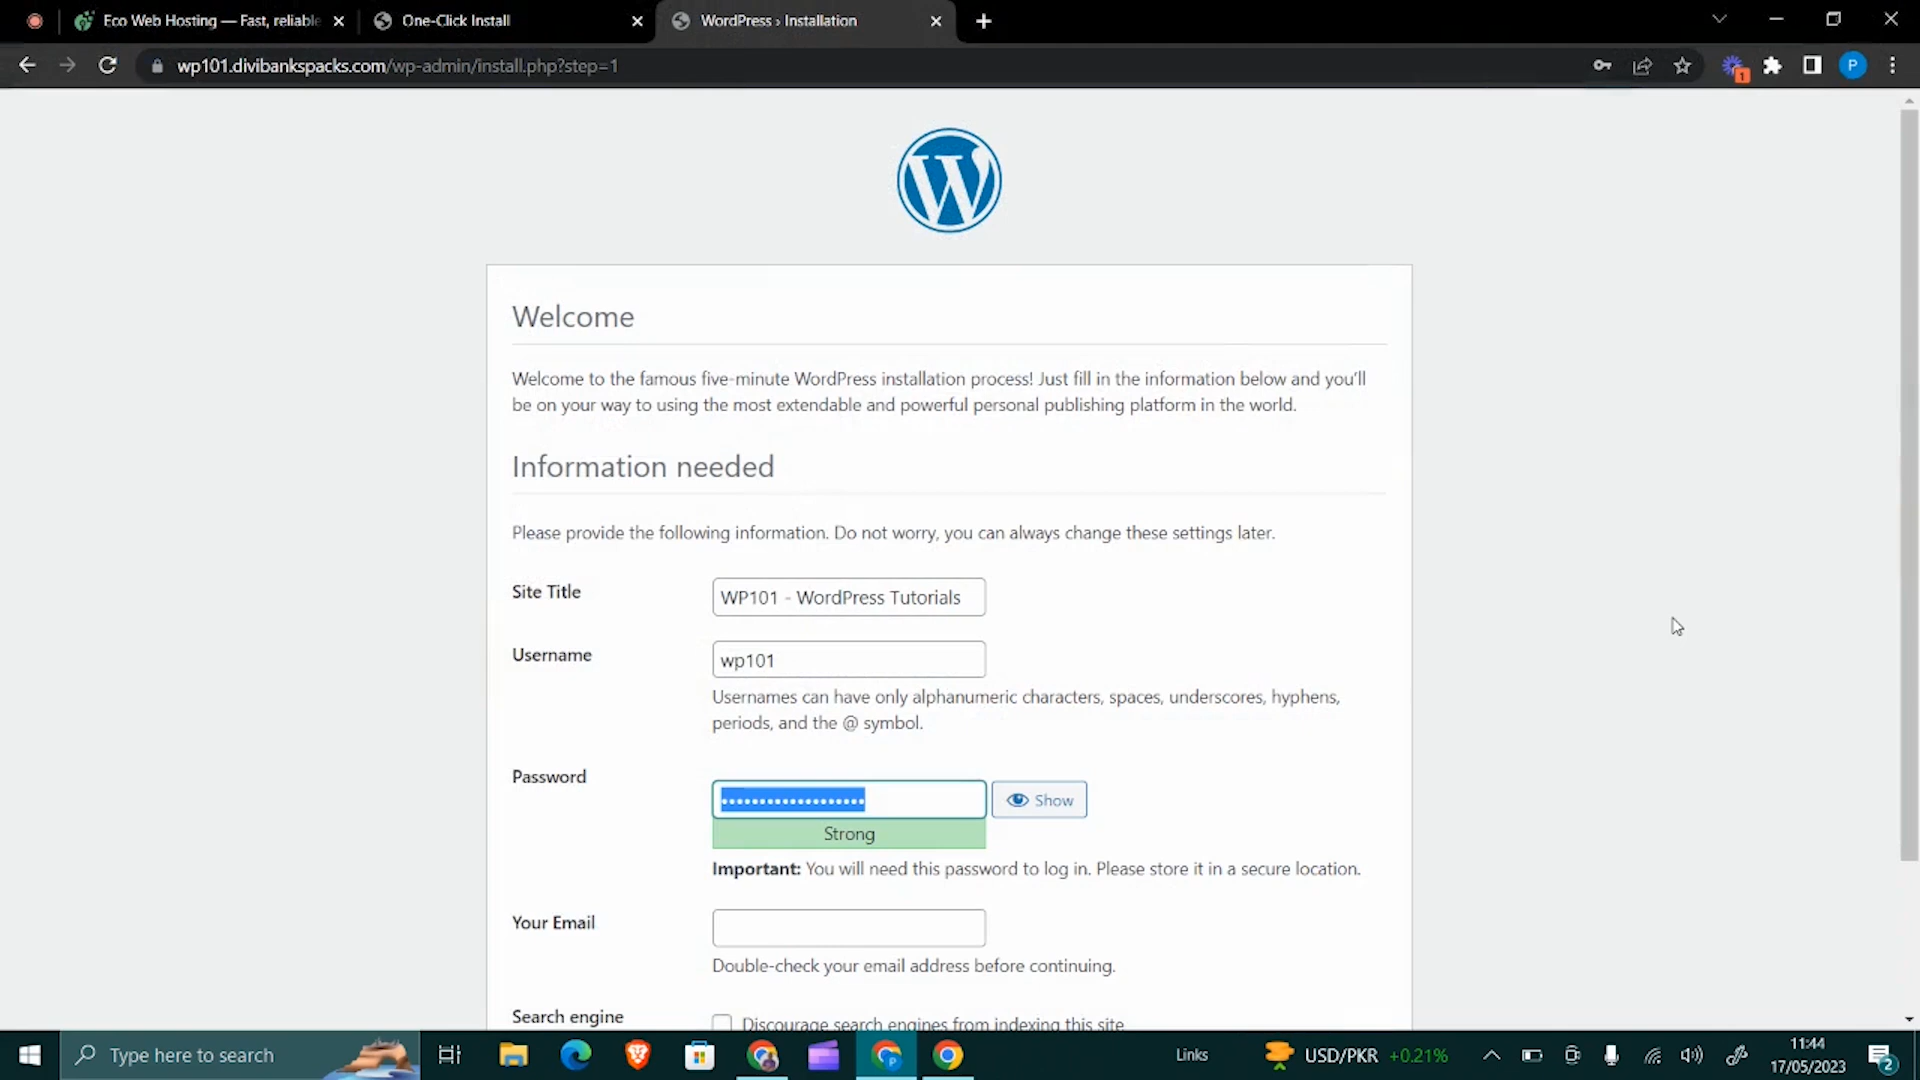 Eco Web Hosting — Fast, reliable
One-Click Install
WordPress › Installation
wp101.divibankspacks.com/wp-admin/install.php?step=1
1
P
W
Welcome
Welcome to the famous five-minute WordPress installation process! Just fill in the information below and you’ll
be on your way to using the most extendable and powerful personal publishing platform in the world.
Information needed
Please provide the following information. Do not worry, you can always change these settings later.
Site Title
WP101 - WordPress Tutorials
Username
wp101
Usernames can have only alphanumeric characters, spaces, underscores, hyphens,
periods, and the @ symbol.
Password
•••••••••••••••••••
Show
Strong
Important: You will need this password to log in. Please store it in a secure location.
Your Email
Double-check your email address before continuing.
Search engine
Discourage search engines from indexing this site
Type here to search
Links
USD/PKR +0.21%
11:44
17/05/2023
2